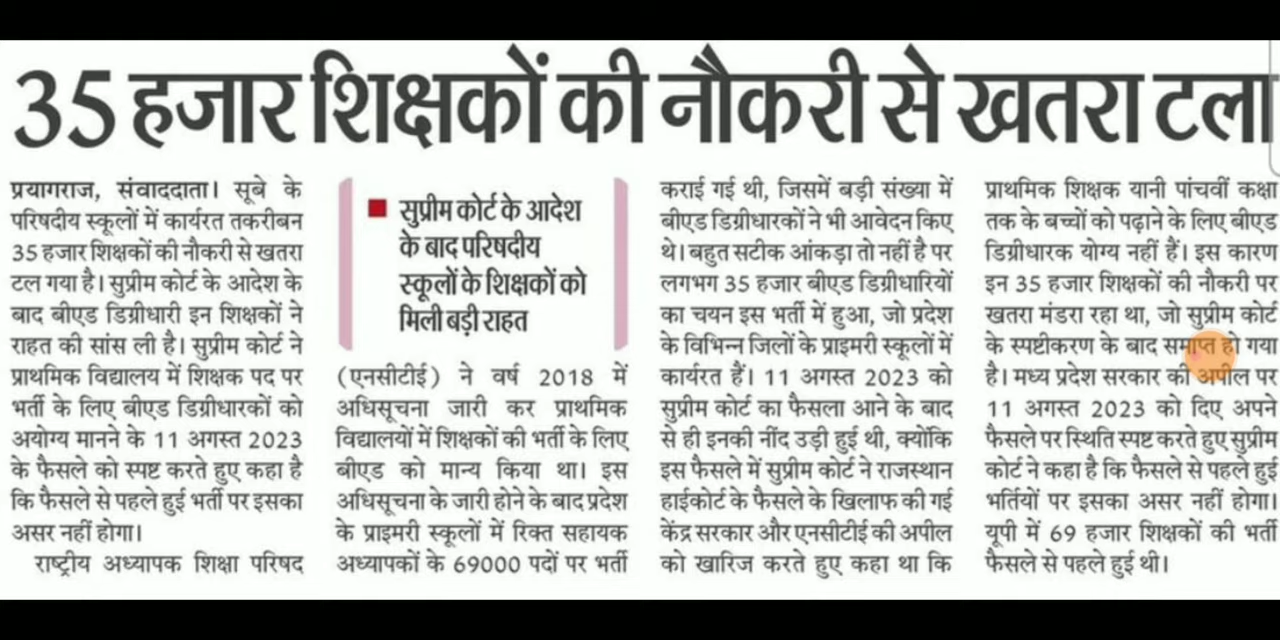 35 हजार शिक्षकों की नौकरी से खतरा टला
प्रयागराज, संवाददाता। सूबे के
परिषदीय स्कूलों में कार्यरत तकरीबन
35 हजार शिक्षकों की नौकरी से खतरा
टल गया है। सुप्रीम कोर्ट के आदेश के
बाद बीएड डिग्रीधारी इन शिक्षकों ने
राहत की सांस ली है। सुप्रीम कोर्ट ने
प्राथमिक विद्यालय में शिक्षक पद पर
भर्ती के लिए बीएड डिग्रीधारकों को
अयोग्य मानने के 11 अगस्त 2023
के फैसले को स्पष्ट करते हुए कहा है
कि फैसले से पहले हुई भर्ती पर इसका
असर नहीं होगा।
राष्ट्रीय अध्यापक शिक्षा परिषद
सुप्रीम कोर्ट के आदेश
के बाद परिषदीय
स्कूलों के शिक्षकों को
मिली बड़ी राहत
(एनसीटीई) ने वर्ष 2018 में
अधिसूचना जारी कर प्राथमिक
विद्यालयों में शिक्षकों की भर्ती के लिए
बीएड को मान्य किया था। इस
अधिसूचना के जारी होने के बाद प्रदेश
के प्राइमरी स्कूलों में रिक्त सहायक
अध्यापकों के 69000 पदों पर भर्ती
कराई गई थी, जिसमें बड़ी संख्या में
बीएड डिग्रीधारकों ने भी आवेदन किए
थे। बहुत सटीक आंकड़ा तो नहीं है पर
लगभग 35 हजार बीएड डिग्रीधारियों
का चयन इस भर्ती में हुआ, जो प्रदेश
के विभिन्न जिलों के प्राइमरी स्कूलों में
कार्यरत हैं। 11 अगस्त 2023 को
सुप्रीम कोर्ट का फैसला आने के बाद
से ही इनकी नींद उड़ी हुई थी, क्योंकि
इस फैसले में सुप्रीम कोर्ट ने राजस्थान
हाईकोर्ट के फैसले के खिलाफ की गई
केंद्र सरकार और एनसीटीई की अपील
को खारिज करते हुए कहा था कि
प्राथमिक शिक्षक यानी पांचवीं कक्षा
तक के बच्चों को पढ़ाने के लिए बीएड
डिग्रीधारक योग्य नहीं हैं। इस कारण
इन 35 हजार शिक्षकों की नौकरी पर
खतरा मंडरा रहा था, जो सुप्रीम कोर्ट
के स्पष्टीकरण के बाद समाप्त हो गया
है। मध्य प्रदेश सरकार की अपील पर
11 अगस्त 2023 को दिए अपने
फैसले पर स्थिति स्पष्ट करते हुए सुप्रीम
कोर्ट ने कहा है कि फैसले से पहले हुई
भर्तियों पर इसका असर नहीं होगा।
यूपी में 69 हजार शिक्षकों की भर्ती
फैसले से पहले हुई थी।